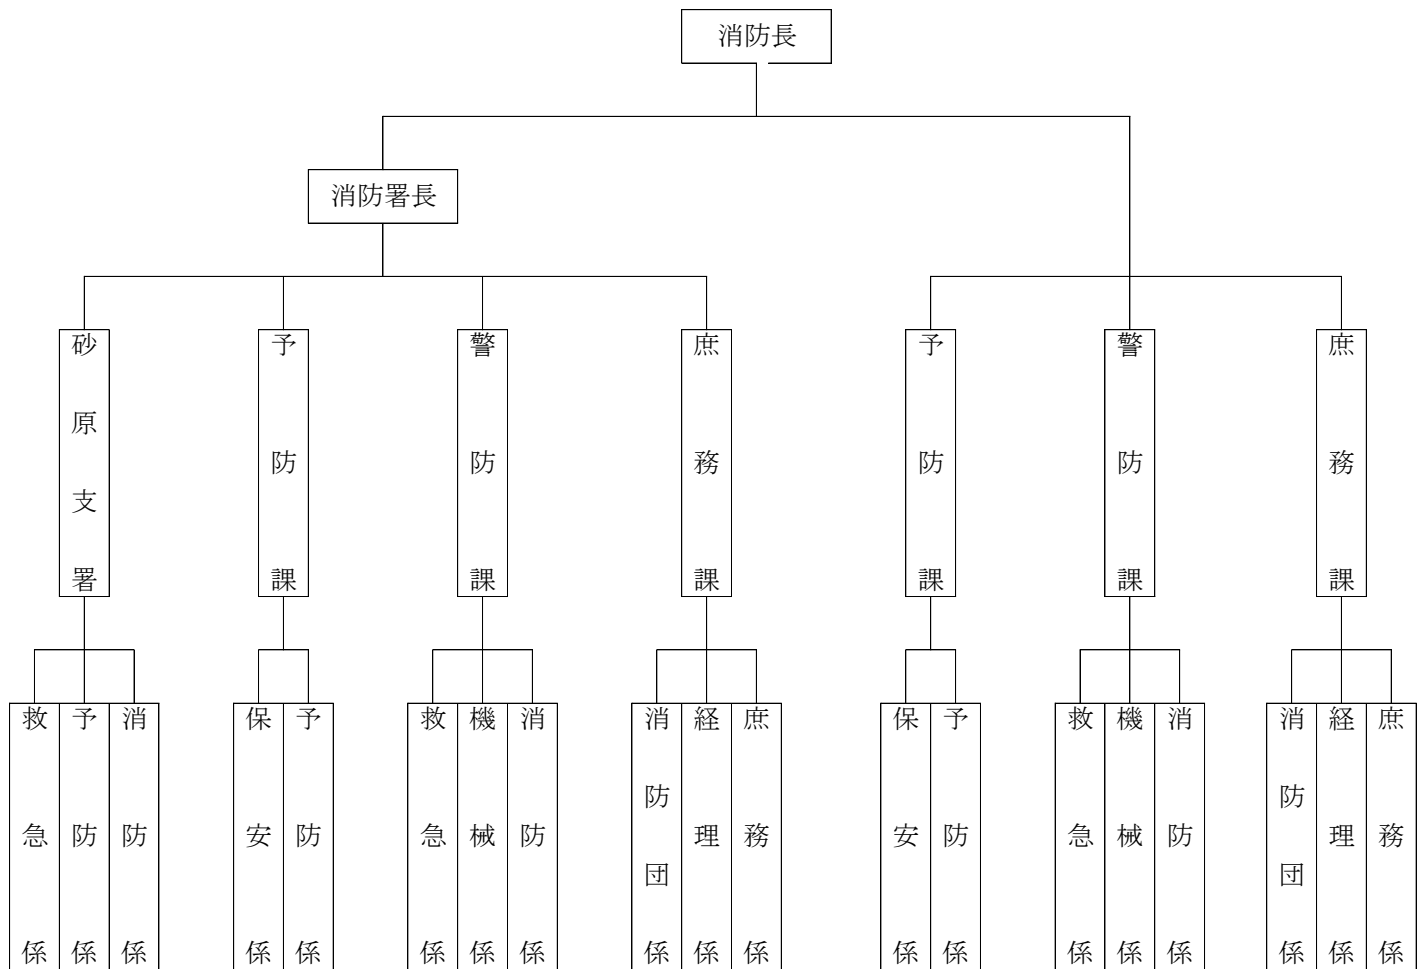 消防長
消防署長
砂原支署
予防課
警防課
庶務課
予防課
警防課
庶務課
救急係
予防係
消防係
保安係
予防係
救急係
機械係
消防係
消防団係
経理係
庶務係
保安係
予防係
救急係
機械係
消防係
消防団係
経理係
庶務係